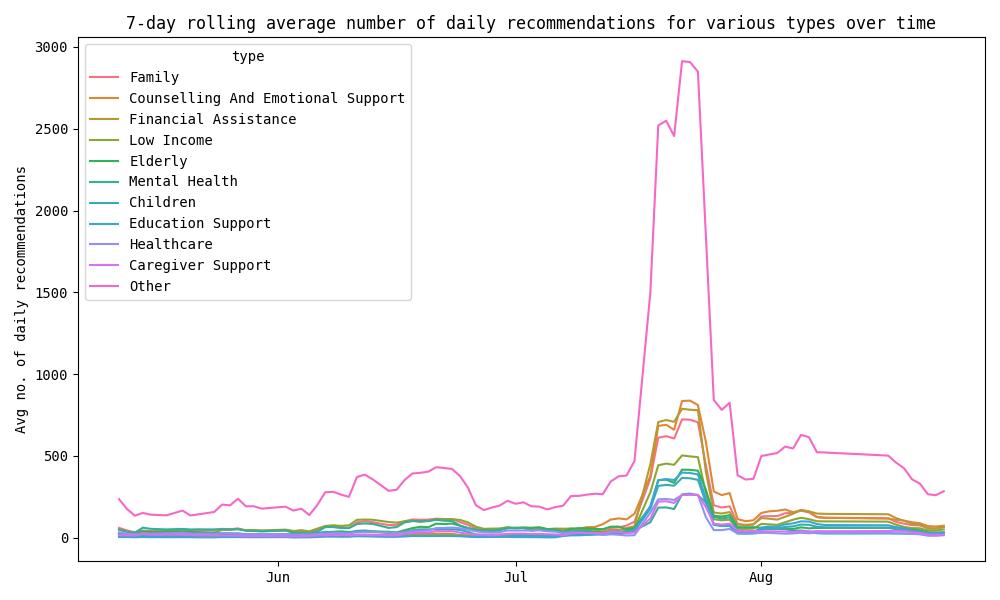 7-day rolling average number of daily recommendations for various types over time
type
Family
Counselling And Emotional Support
Financial Assistance
Low Income
Elderly
Mental Health
Children
Education Support
Healthcare
Caregiver Support
Other
Avg no. of daily recommendations
3000
2500
2000
1500
1000
500
0
Jun
Jul
Aug